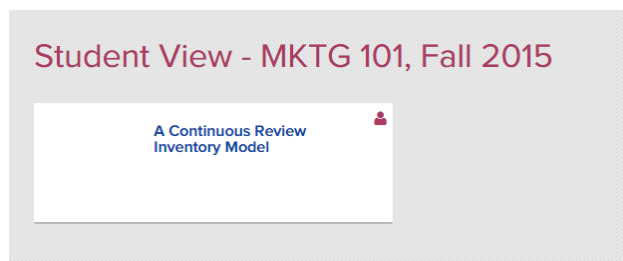 Student View - MKTG 101, Fall 2015
A Continuous Review
Inventory Model